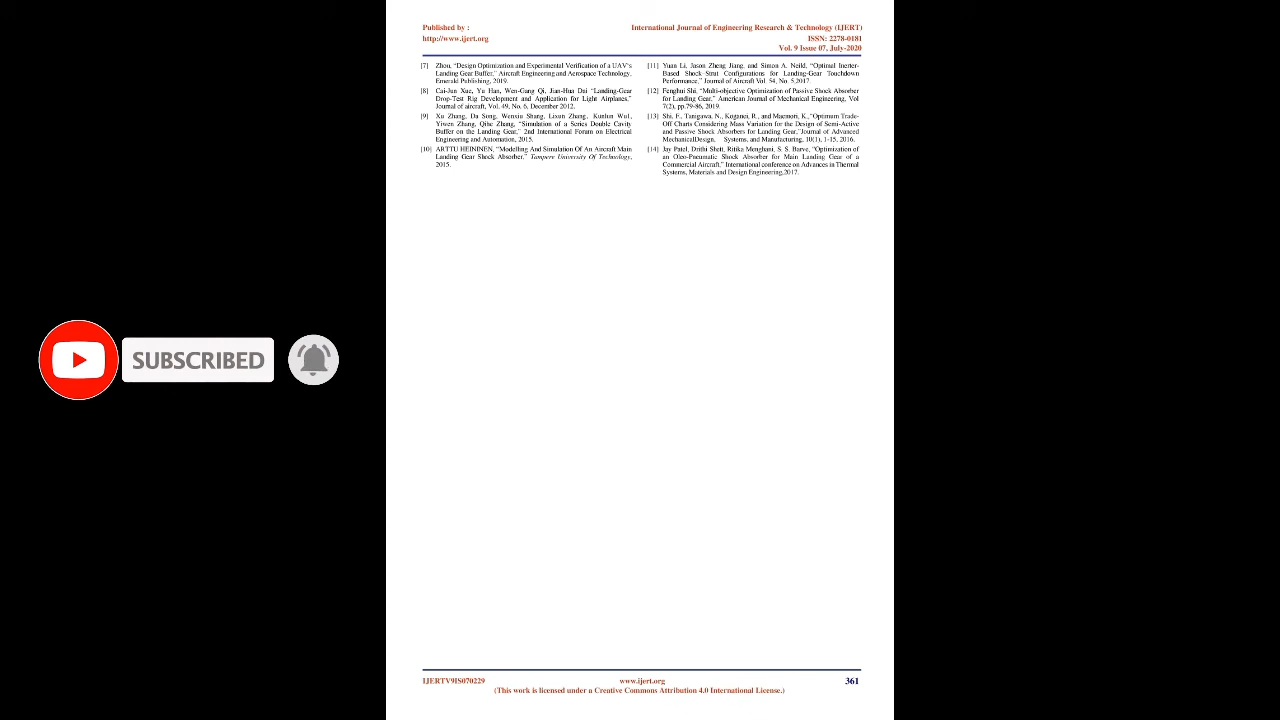 Published by :
http://www.ijert.org
International Journal of Engineering Research & Technology (IJERT)
ISSN: 2278-0181
Vol. 9 Issue 07, July-2020
[7] Zhou, “Design Optimization and Experimental Verification of a UAV’s
Landing Gear Buffer,” Aircraft Engineering and Aerospace Technology,
Emerald Publishing, 2019.
[8] Cai-Jun Xue, Yu Han, Wen-Gang Qi, Jian-Hua Dai “Landing-Gear
Drop-Test Rig Development and Application for Light Airplanes,”
Journal of aircraft, Vol. 49, No. 6, December 2012.
[9] Xu Zhang, Da Song, Wenxiu Shang, Lixun Zhang, Kunlun Wu1,
Yiwen Zhang, Qihe Zhang, “Simulation of a Series Double Cavity
Buffer on the Landing Gear,” 2nd International Forum on Electrical
Engineering and Automation, 2015.
[10] ARTTU HEININEN, “Modelling And Simulation Of An Aircraft Main
Landing Gear Shock Absorber,” Tampere University Of Technology,
2015.
[11] Yuan Li, Jason Zheng Jiang, and Simon A. Neild, “Optimal Inerter-
Based Shock–Strut Configurations for Landing-Gear Touchdown
Performance,” Journal of Aircraft Vol. 54, No. 5,2017.
[12] Fenghui Shi, “Multi-objective Optimization of Passive Shock Absorber
for Landing Gear,” American Journal of Mechanical Engineering, Vol
7(2), pp.79-86, 2019.
[13] Shi, F., Tanigawa, N., Koganei, R., and Maemori, K.,“Optimum Trade-
Off Charts Considering Mass Variation for the Design of Semi-Active
and Passive Shock Absorbers for Landing Gear,”Journal of Advanced
MechanicalDesign, Systems, and Manufacturing, 10(1), 1-15, 2016.
[14] Jay Patel, Drithi Shett, Ritika Menghani, S. S. Barve, “Optimization of
an Oleo-Pneumatic Shock Absorber for Main Landing Gear of a
Commercial Aircraft,” International conference on Advances in Thermal
Systems, Materials and Design Engineering,2017.
SUBSCRIBED
IJERTV9IS070229
www.ijert.org
361
(This work is licensed under a Creative Commons Attribution 4.0 International License.)